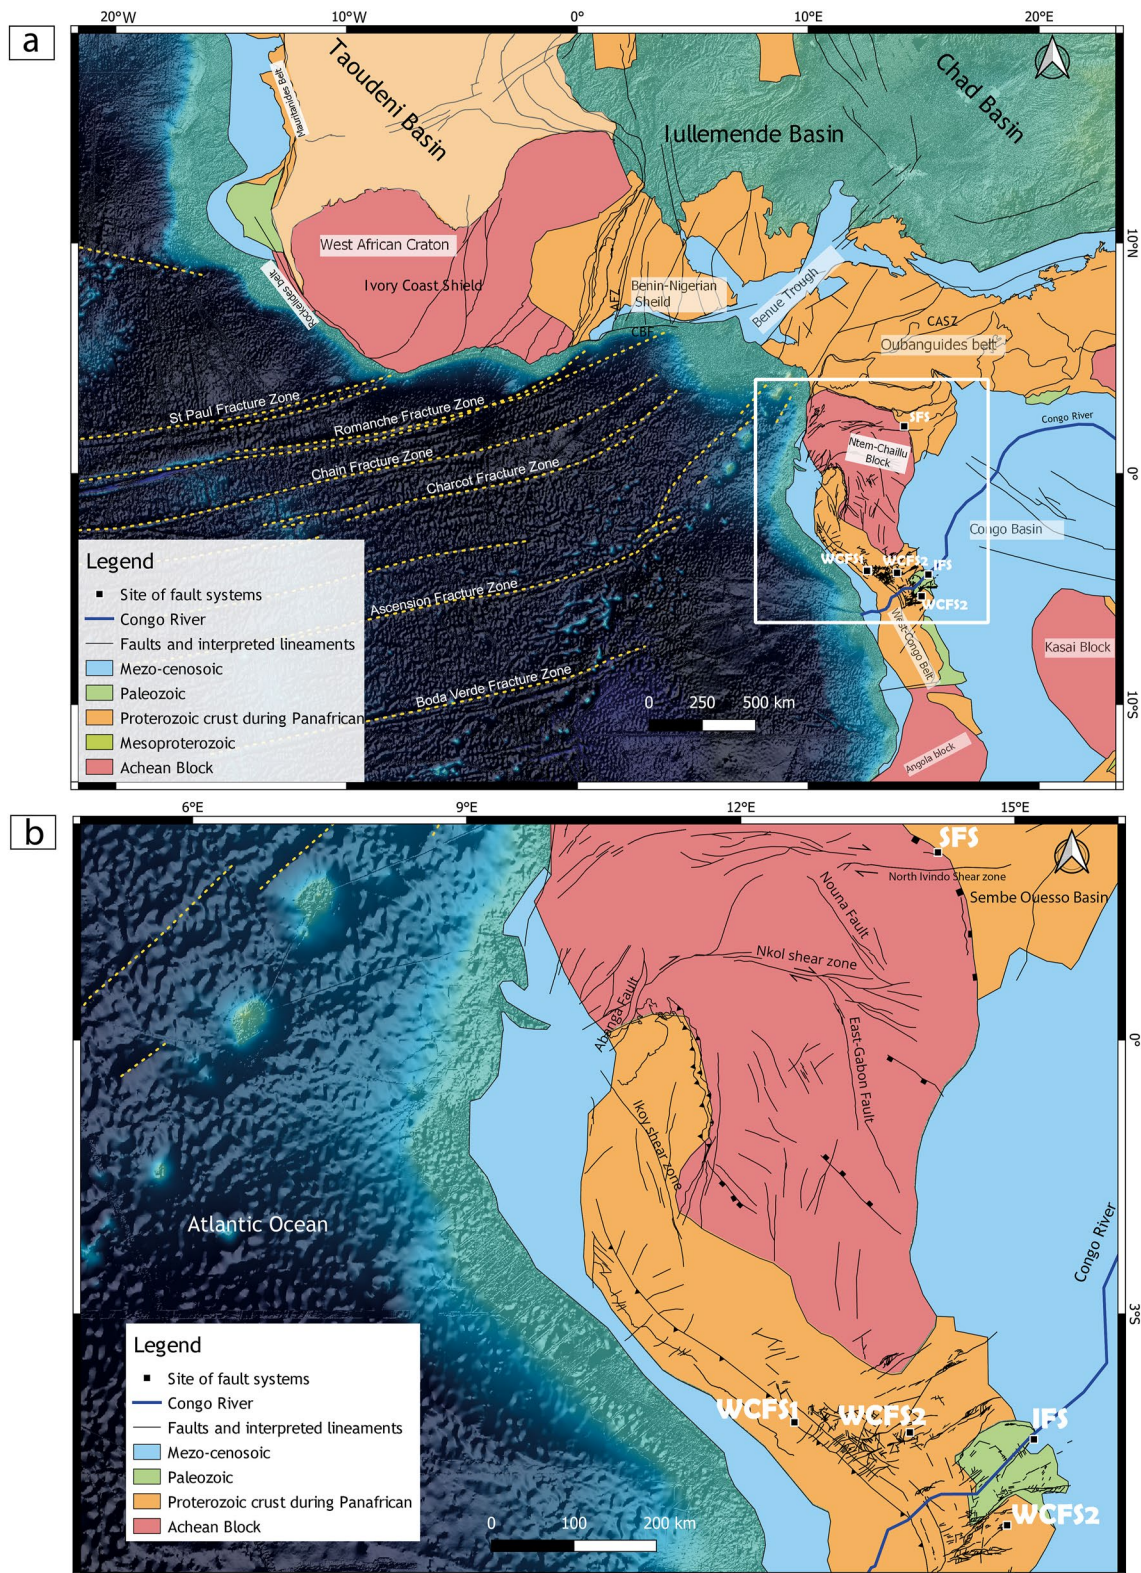 20°W
10°W
0°
10°E
20°E
a
Taoudeni Basin
Chad Basin
Iullemende Basin
Mauritanides Belt
West African Craton
Ivory Coast Shield
Rockelides belt
AFZ
Benin-Nigerian
Sheild
CBF
Benue Trough
CASZ
Oubanguides belt
10°N
St Paul Fracture Zone
Romanche Fracture Zone
Chain Fracture Zone
Charcot Fracture Zone
Ascension Fracture Zone
Boda Verde Fracture Zone
SFS
Ntem-Chaillu
Block
Congo River
0°
Congo Basin
WCFS1
WCFS2
IFS
WCFS2
West-Congo Belt
Kasai Block
Angola block
10°S
0 250 500 km
Legend
Site of fault systems
Congo River
Faults and interpreted lineaments
Mezo-cenosoic
Paleozoic
Proterozoic crust during Panafrican
Mesoproterozoic
Achean Block
6°E
9°E
12°E
15°E
b
SFS
North Ivindo Shear zone
Sembe Ouesso Basin
Nouna Fault
Nkol shear zone
Abanga Fault
East-Gabon Fault
0°
Ikoy shear zone
Atlantic Ocean
Congo River
3°S
WCFS1
WCFS2
IFS
WCFS2
Legend
Site of fault systems
Congo River
Faults and interpreted lineaments
Mezo-cenosoic
Paleozoic
Proterozoic crust during Panafrican
Achean Block
0 100 200 km